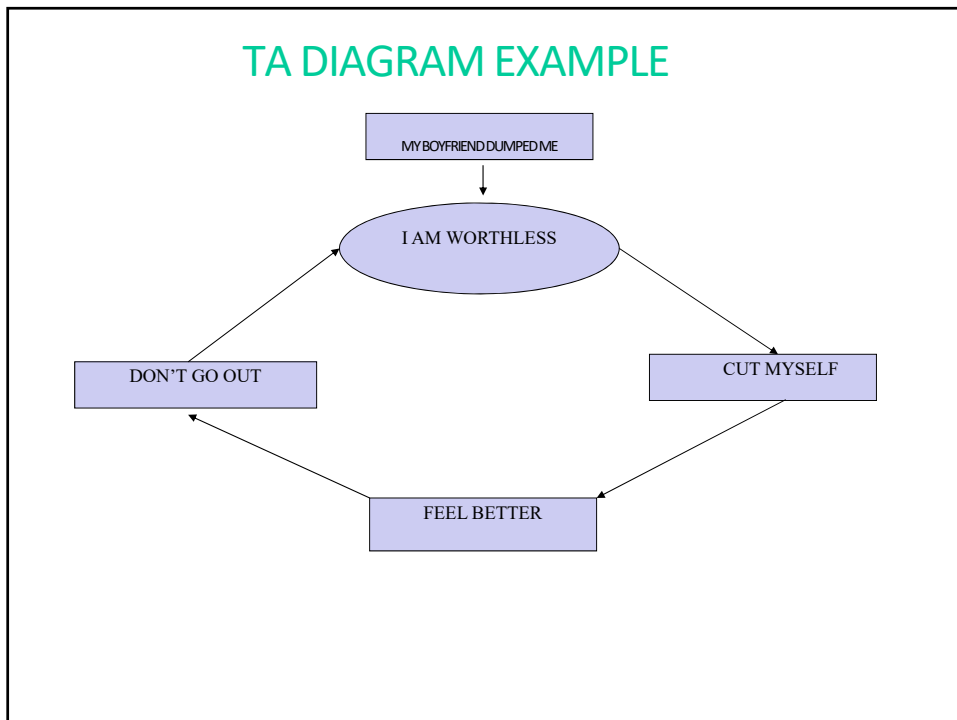 TA DIAGRAM EXAMPLE
MY BOYFRIEND DUMPED ME
I AM WORTHLESS
DON’T GO OUT
CUT MYSELF
FEEL BETTER